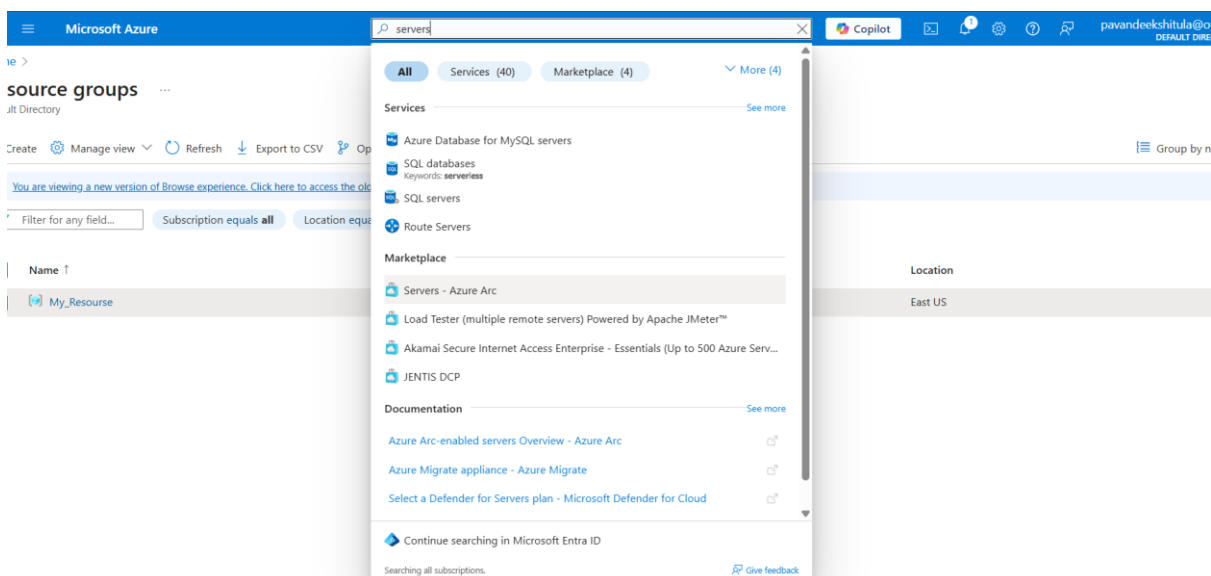 Microsoft Azure
servers
Copilot
1
pavandeekshitula@o
DEFAULT DIRE
ne >
source groups ...
ult Directory
Create Manage view Refresh Export to CSV Op
Group by n
You are viewing a new version of Browse experience. Click here to access the old
Filter for any field... Subscription equals all Location equa
Name ↑
Location
My_Resourse
East US
All Services (40) Marketplace (4) More (4)
Services See more
Azure Database for MySQL servers
SQL databases
Keywords: serverless
SQL servers
Route Servers
Marketplace
Servers - Azure Arc
Load Tester (multiple remote servers) Powered by Apache JMeter™
Akamai Secure Internet Access Enterprise - Essentials (Up to 500 Azure Serv...
JENTIS DCP
Documentation See more
Azure Arc-enabled servers Overview - Azure Arc
Azure Migrate appliance - Azure Migrate
Select a Defender for Servers plan - Microsoft Defender for Cloud
Continue searching in Microsoft Entra ID
Searching all subscriptions. Give feedback